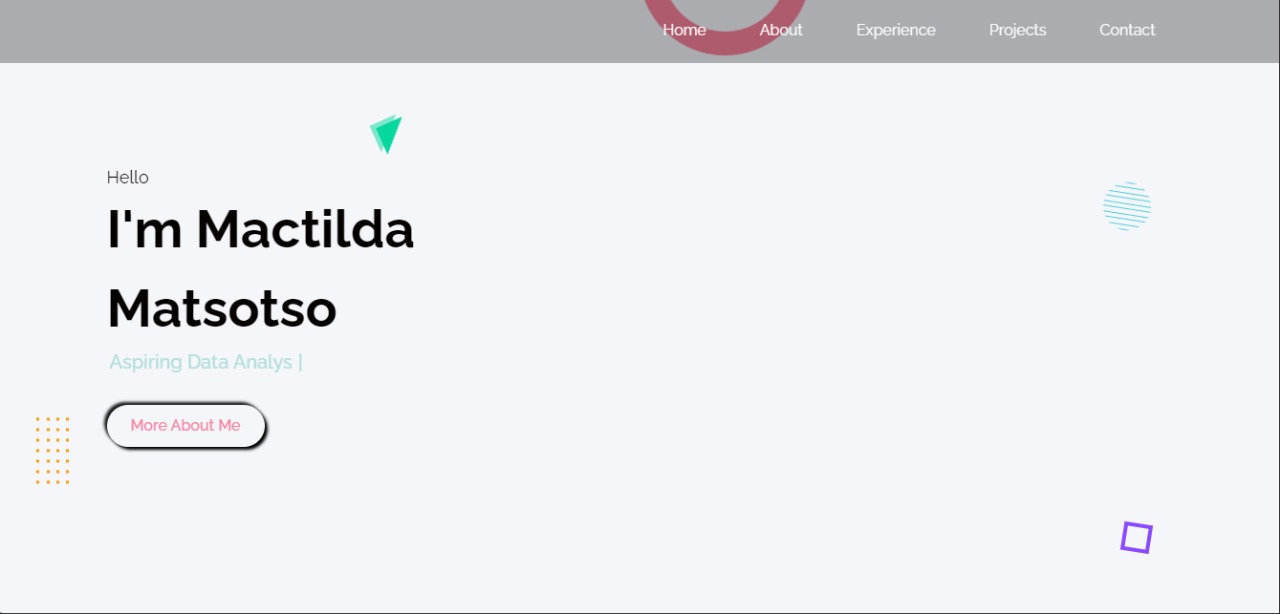 Home About Experience Projects Contact
Hello
I'm Mactilda
Matsotso
Aspiring Data Analys |
More About Me